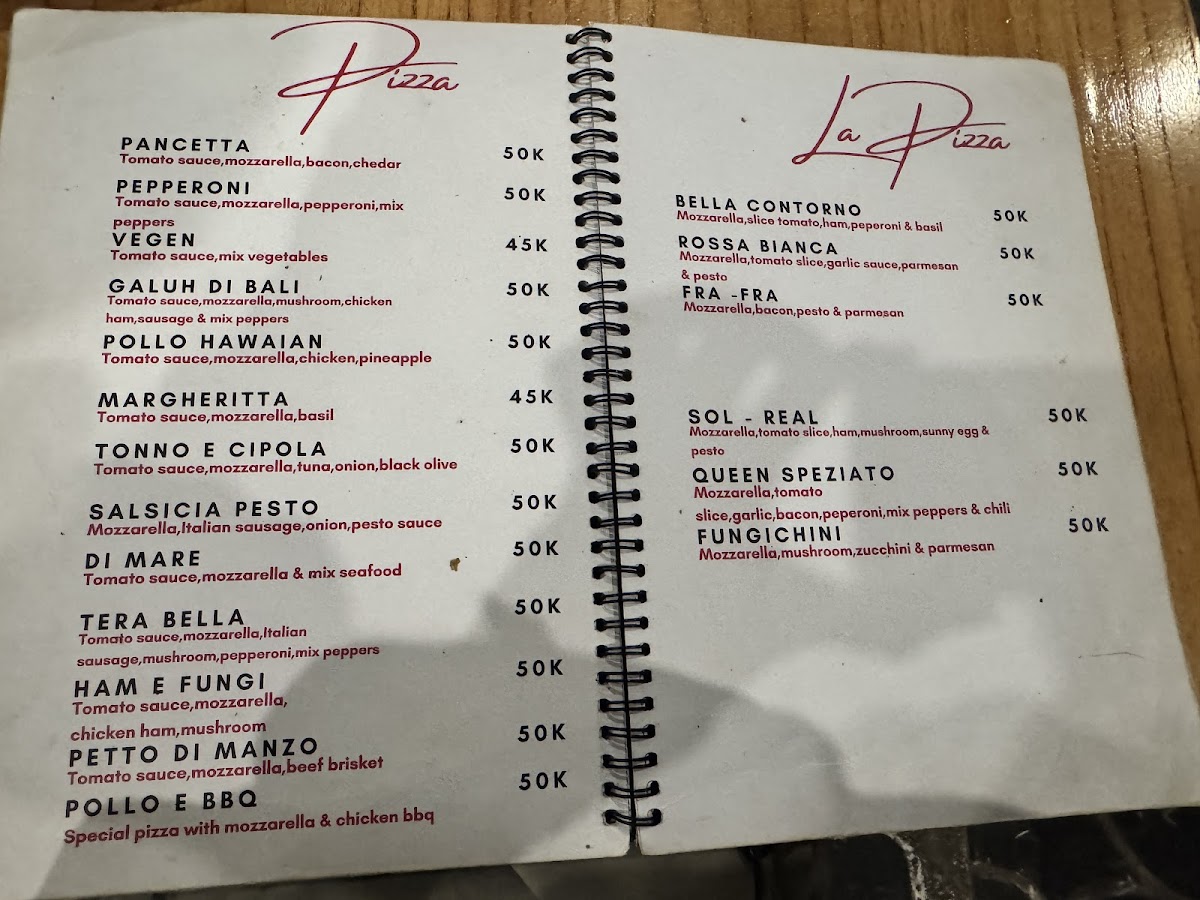 Pizza
PANCETTA 50K
Tomato sauce,mozzarella,bacon,chedar
PEPPERONI 50K
Tomato sauce,mozzarella,pepperoni,mix
peppers
VEGEN 45K
Tomato sauce,mix vegetables
GALUH DI BALI 50K
Tomato sauce,mozzarella,mushroom,chicken
ham,sausage & mix peppers
POLLO HAWAIAN 50K
Tomato sauce,mozzarella,chicken,pineapple
MARGHERITTA 45K
Tomato sauce,mozzarella,basil
TONNO E CIPOLA 50K
Tomato sauce,mozzarella,tuna,onion,black olive
SALSICIA PESTO 50K
Mozzarella,Italian sausage,onion,pesto sauce
DI MARE 50K
Tomato sauce,mozzarella & mix seafood
TERA BELLA 50K
Tomato sauce,mozzarella,Italian
sausage,mushroom,pepperoni,mix peppers
HAM E FUNGI 50K
Tomato sauce,mozzarella,
chicken ham,mushroom
PETTO DI MANZO 50K
Tomato sauce,mozzarella,beef brisket
POLLO E BBQ 50K
Special pizza with mozzarella & chicken bbq
La Pizza
BELLA CONTORNO 50K
Mozzarella,slice tomato,ham,peperoni & basil
ROSSA BIANCA 50K
Mozzarella,tomato slice,garlic sauce,parmesan
& pesto
FRA -FRA 50K
Mozzarella,bacon,pesto & parmesan
SOL - REAL 50K
Mozzarella,tomato slice,ham,mushroom,sunny egg &
pesto
QUEEN SPEZIATO 50K
Mozzarella,tomato
slice,garlic,bacon,peperoni,mix peppers & chili
FUNGICHINI 50K
Mozzarella,mushroom,zucchini & parmesan